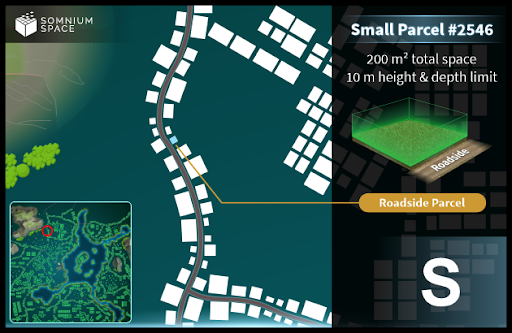 SOMNIUM
SPACE
Small Parcel #2546
200 m² total space
10 m height & depth limit
Roadside
Roadside Parcel
S